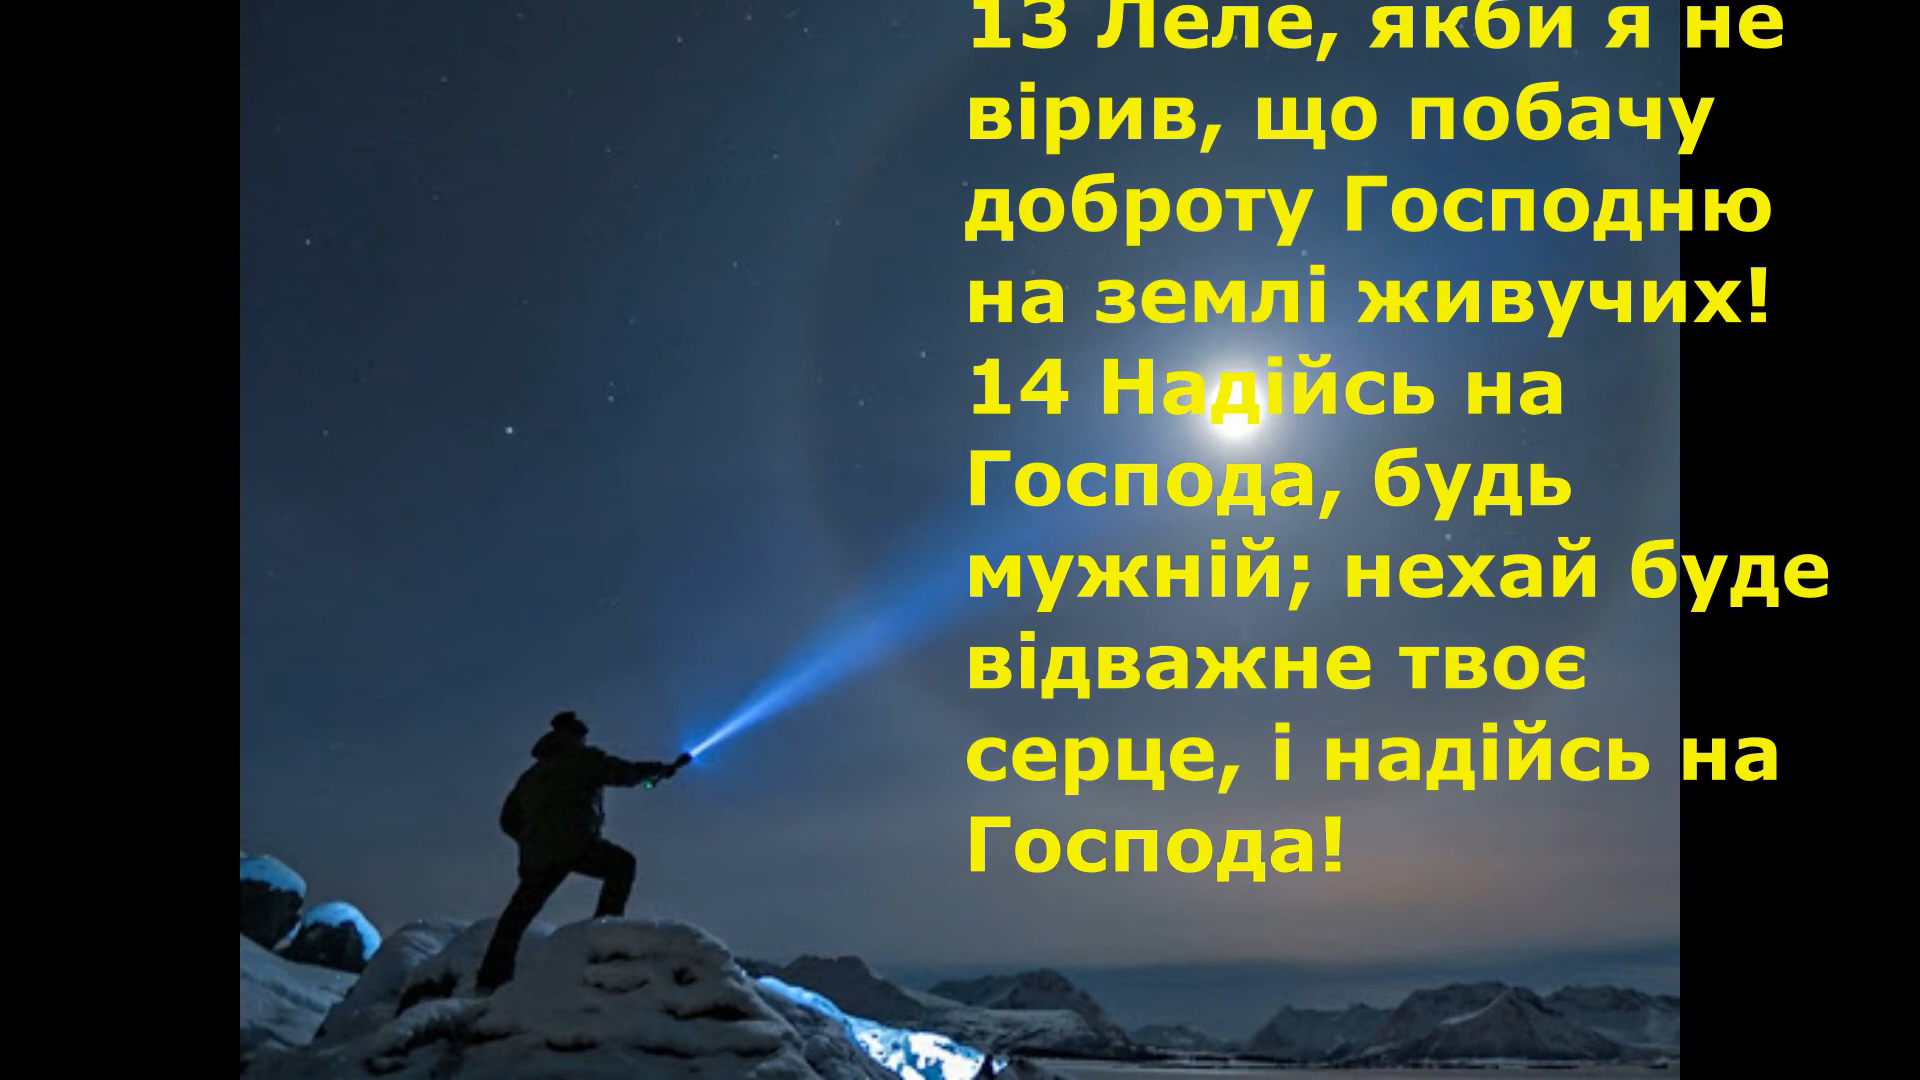 13 Леле, якби я не
вірив, що побачу
доброту Господню
на землі живучих!
14 Надійсь на
Господа, будь
мужній; нехай буде
відважне твоє
серце, і надійсь на
Господа!